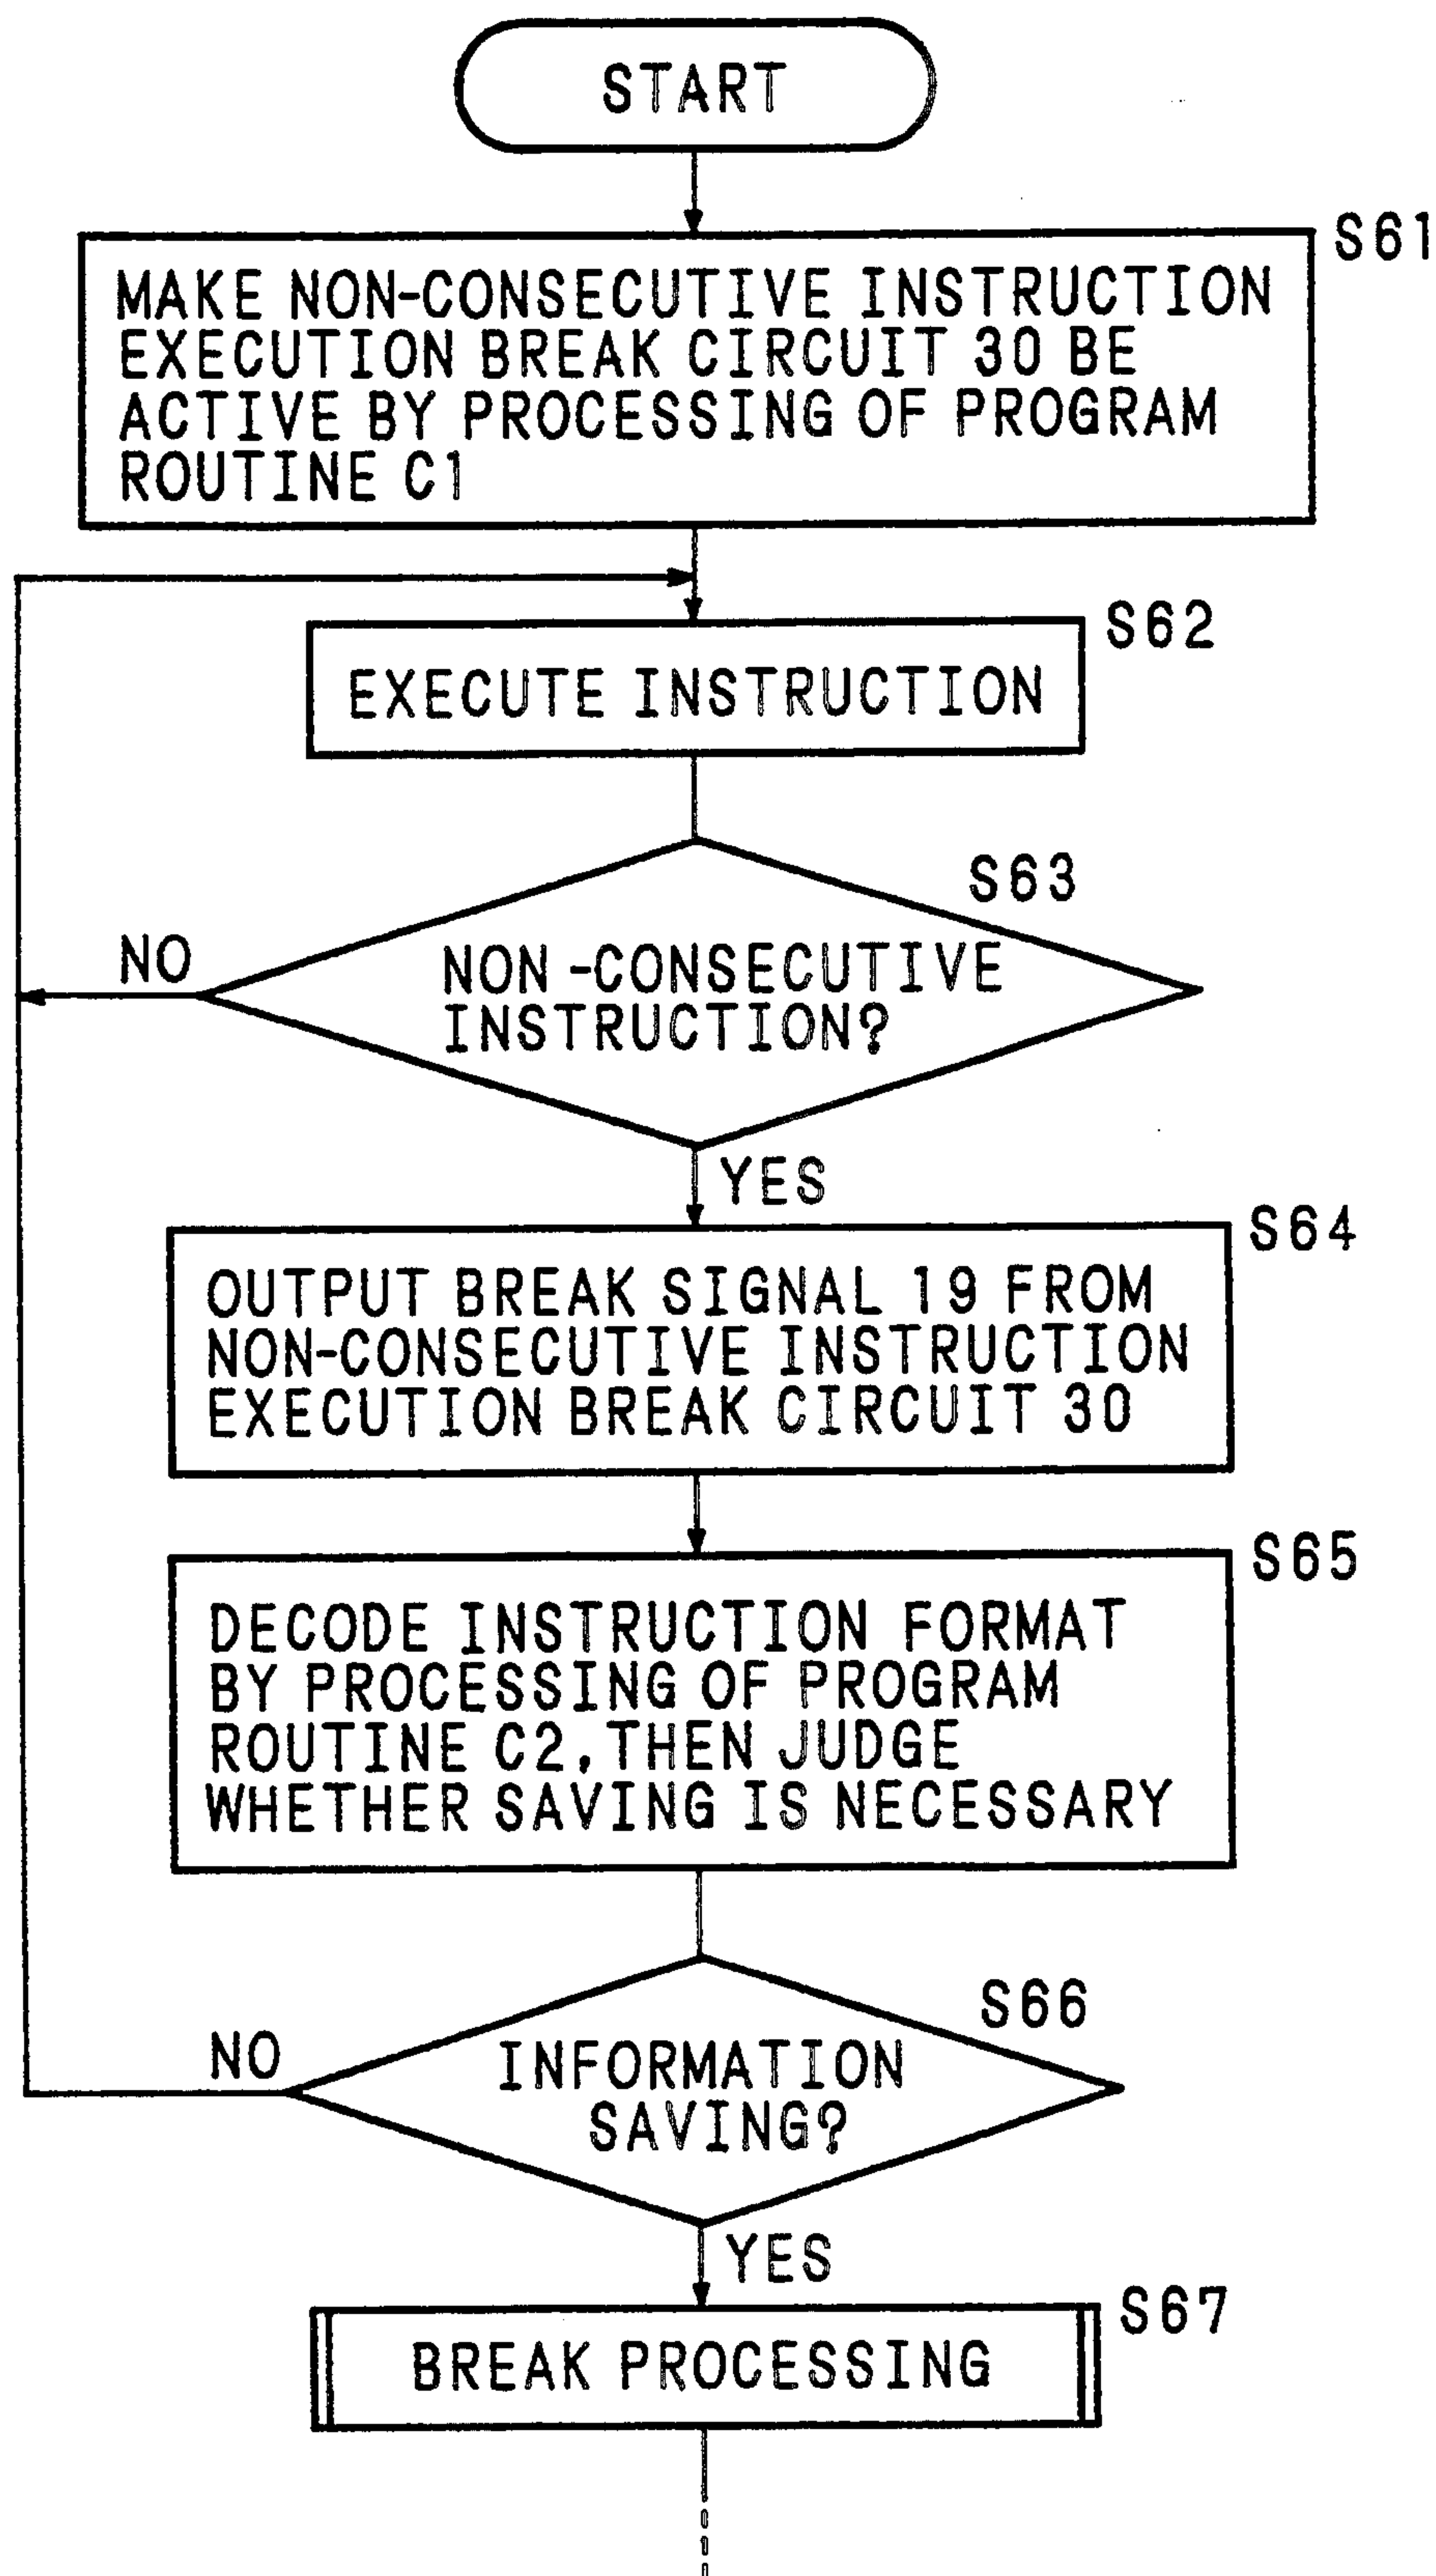 START
S61
MAKE NON-CONSECUTIVE INSTRUCTION
EXECUTION BREAK CIRCUIT 30 BE
ACTIVE BY PROCESSING OF PROGRAM
ROUTINE C1
S62
EXECUTE INSTRUCTION
S63
NO
NON-CONSECUTIVE
INSTRUCTION?
YES
S64
OUTPUT BREAK SIGNAL 19 FROM
NON-CONSECUTIVE INSTRUCTION
EXECUTION BREAK CIRCUIT 30
S65
DECODE INSTRUCTION FORMAT
BY PROCESSING OF PROGRAM
ROUTINE C2, THEN JUDGE
WHETHER SAVING IS NECESSARY
S66
NO
INFORMATION
SAVING?
YES
S67
BREAK PROCESSING